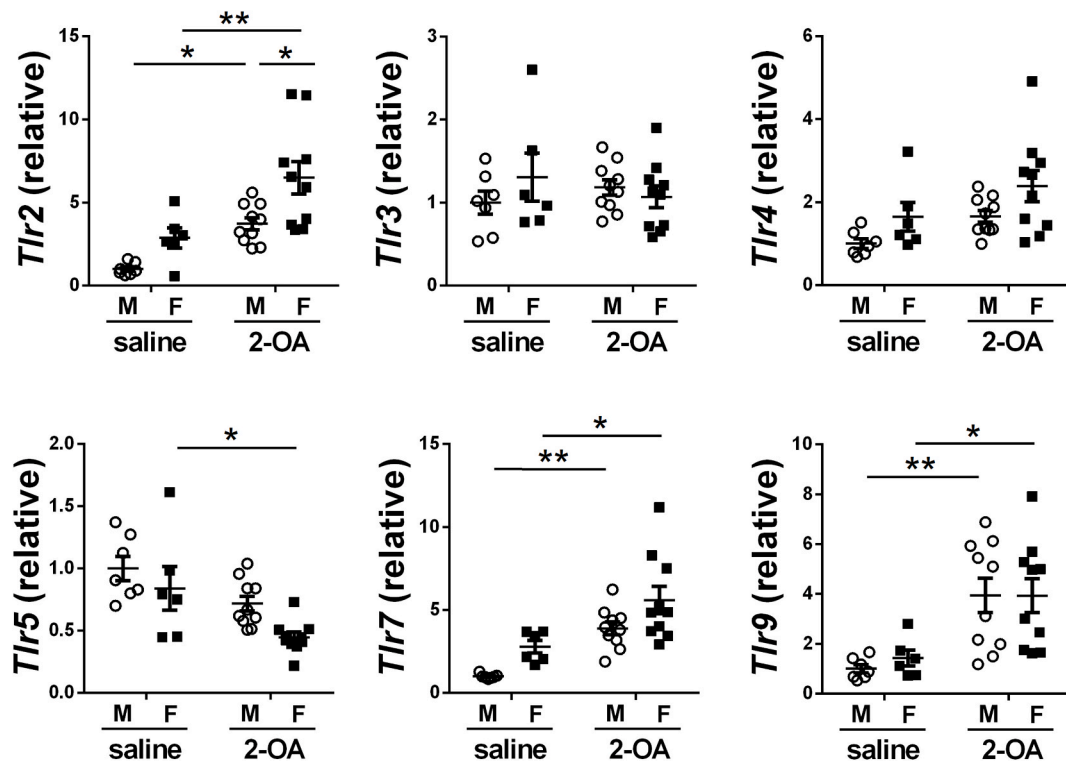 Tlr2 (relative)
15
10
5
0
**
*
*
M F M F
saline 2-OA
Tlr3 (relative)
3
2
1
0
M F M F
saline 2-OA
Tlr4 (relative)
6
4
2
0
M F M F
saline 2-OA
Tlr5 (relative)
2.0
1.5
1.0
0.5
0.0
*
M F M F
saline 2-OA
Tlr7 (relative)
15
10
5
0
*
**
M F M F
saline 2-OA
Tlr9 (relative)
10
8
6
4
2
0
*
**
M F M F
saline 2-OA